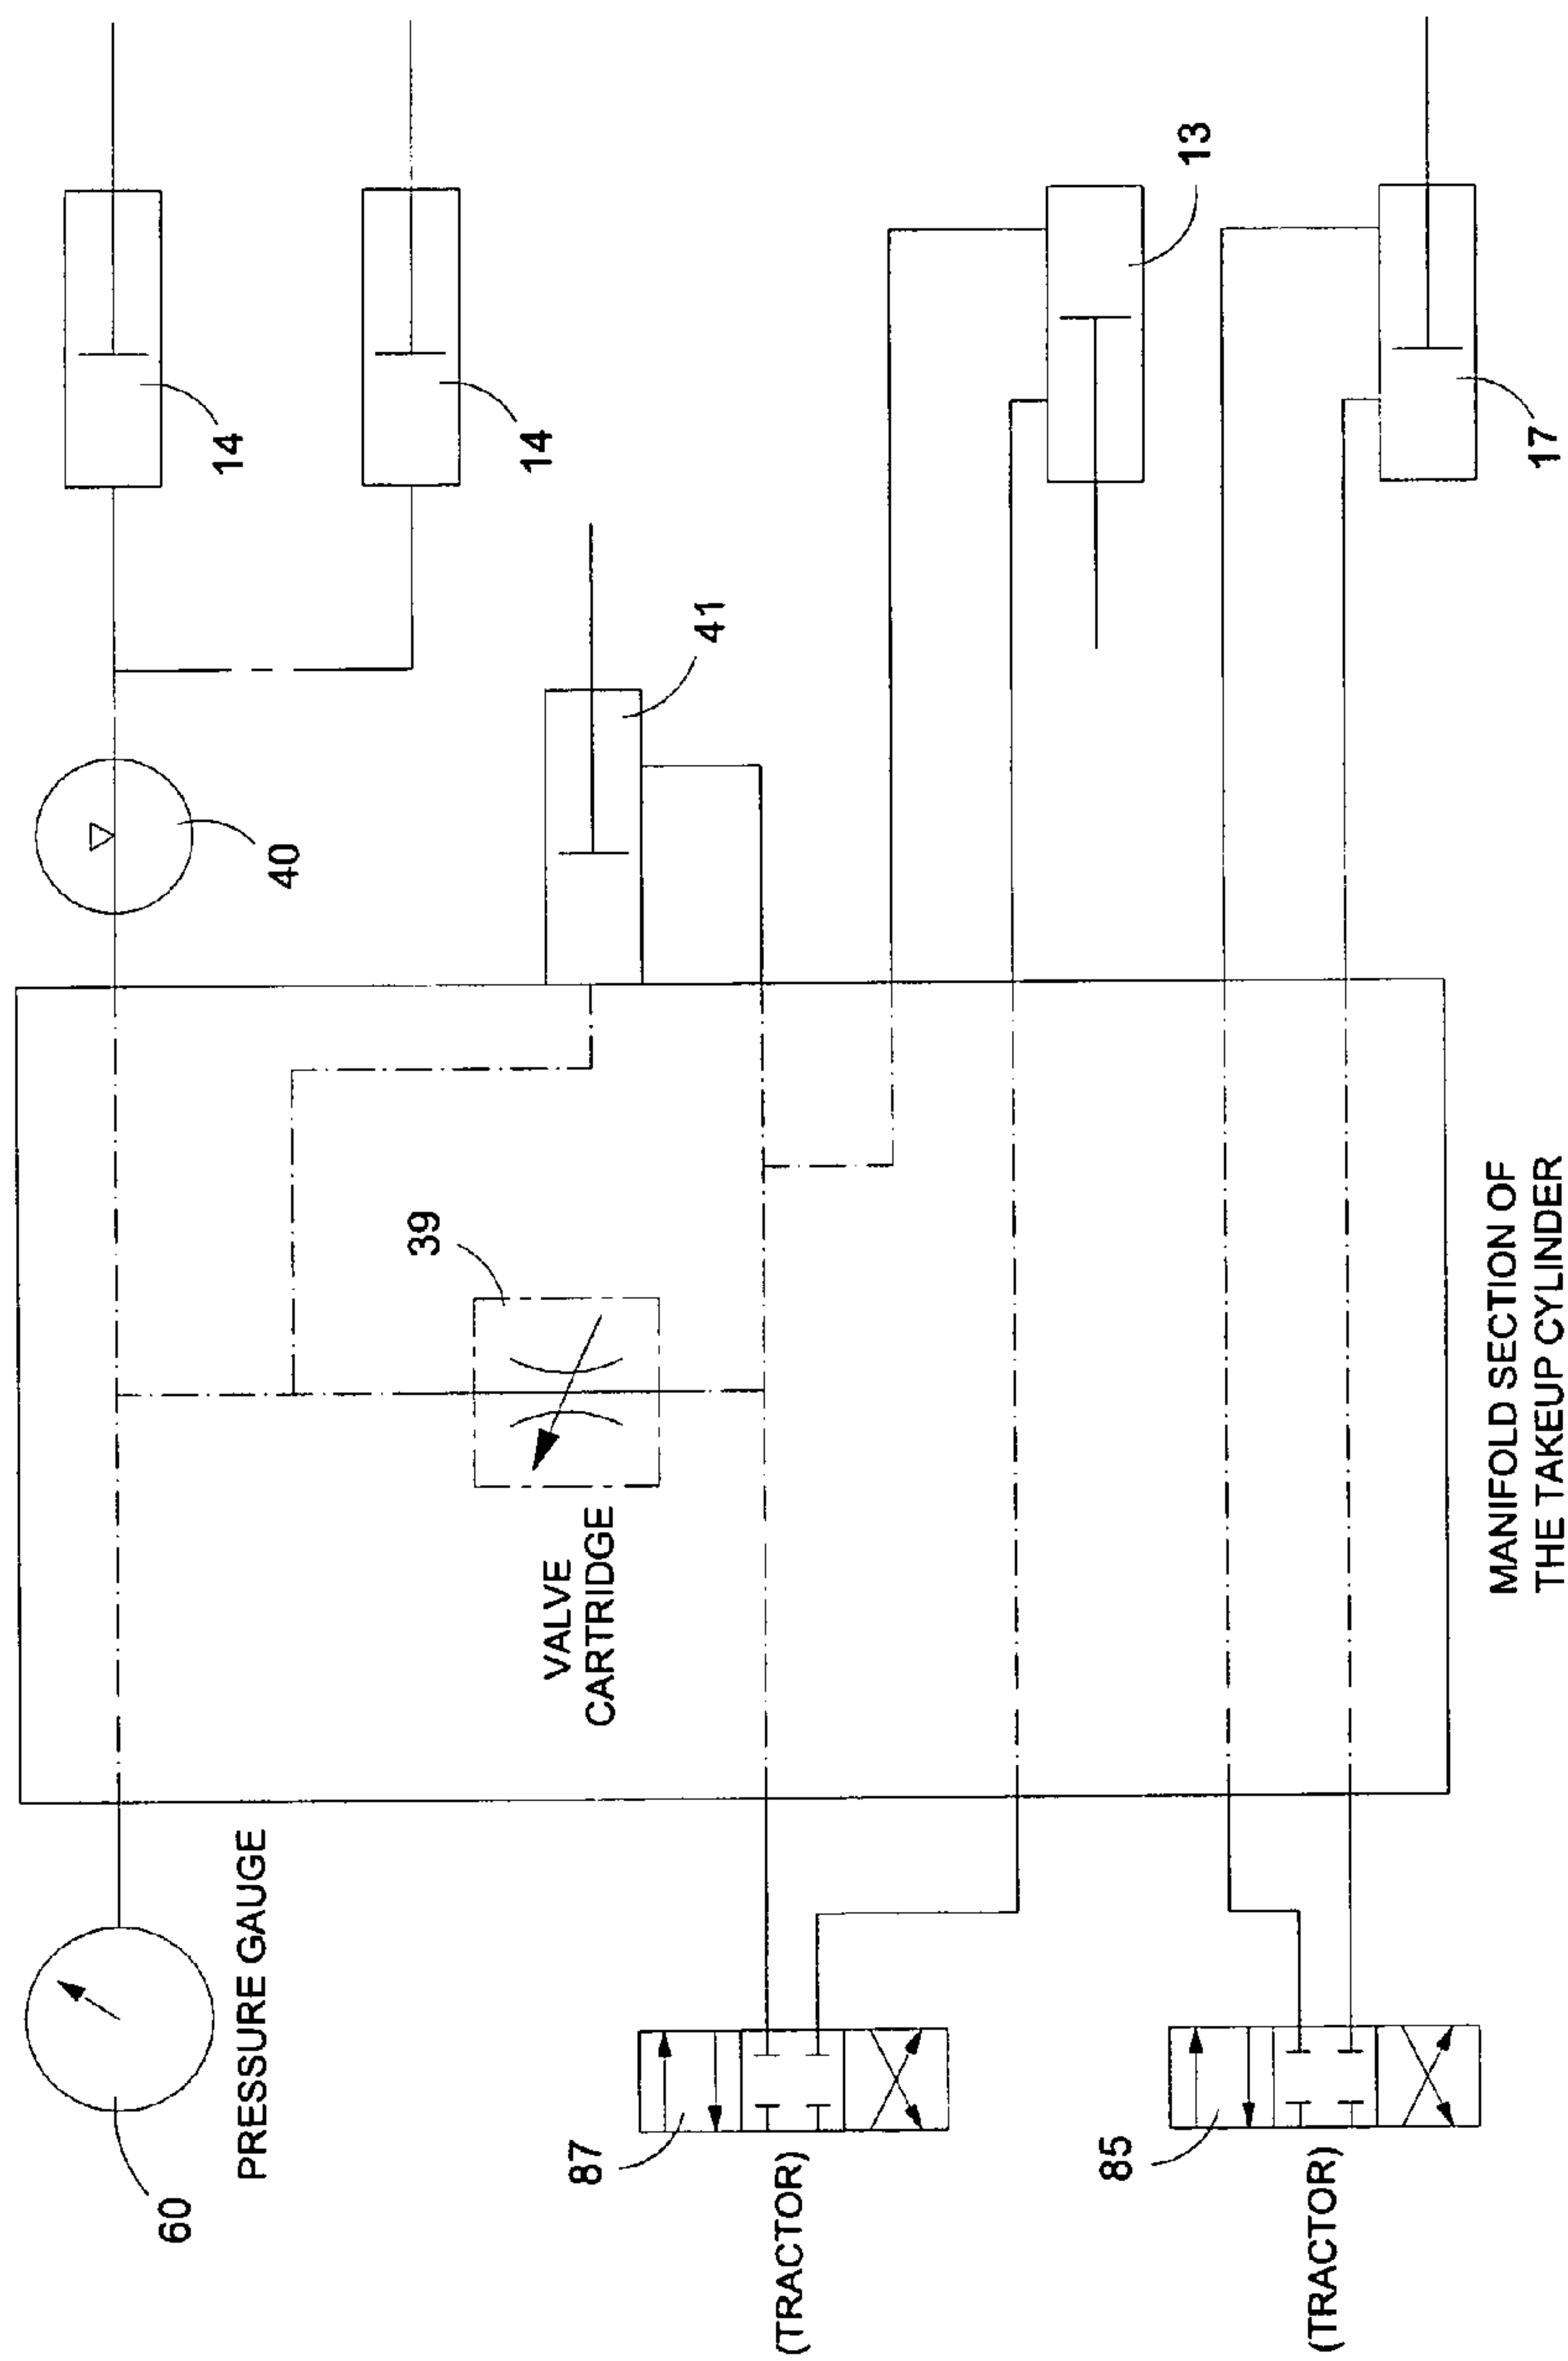 60
14
PRESSURE GAUGE
40
39
14
VALVE
CARTRIDGE
87
41
(TRACTOR)
85
13
(TRACTOR)
MANIFOLD SECTION OF
THE TAKEUP CYLINDER
17